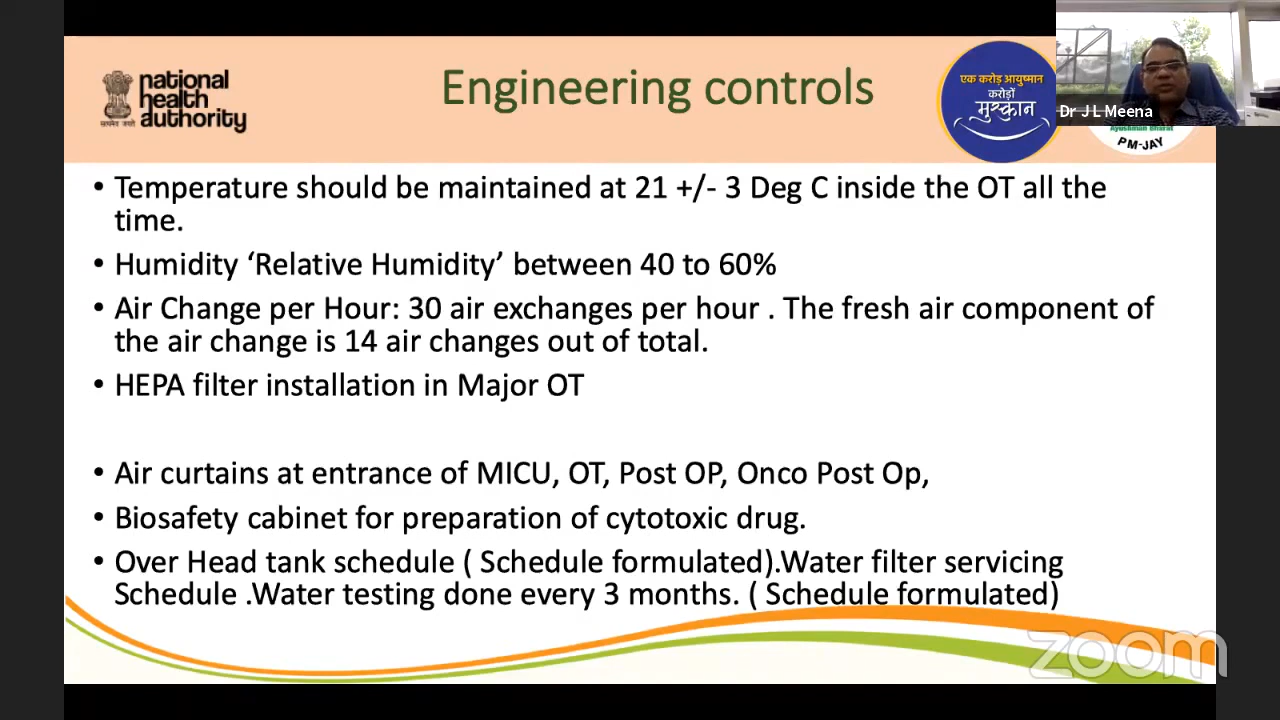 national
health
authority
सत्यमेव जयते
Engineering controls
एक करोड़ आयुष्मान
करोड़ों
मुस्कान
Dr J L Meena
Ayushman Bharat
PM-JAY
• Temperature should be maintained at 21 +/- 3 Deg C inside the OT all the
time.
• Humidity ‘Relative Humidity’ between 40 to 60%
• Air Change per Hour: 30 air exchanges per hour . The fresh air component of
the air change is 14 air changes out of total.
• HEPA filter installation in Major OT
• Air curtains at entrance of MICU, OT, Post OP, Onco Post Op,
• Biosafety cabinet for preparation of cytotoxic drug.
• Over Head tank schedule ( Schedule formulated).Water filter servicing
Schedule .Water testing done every 3 months. ( Schedule formulated)
zoom